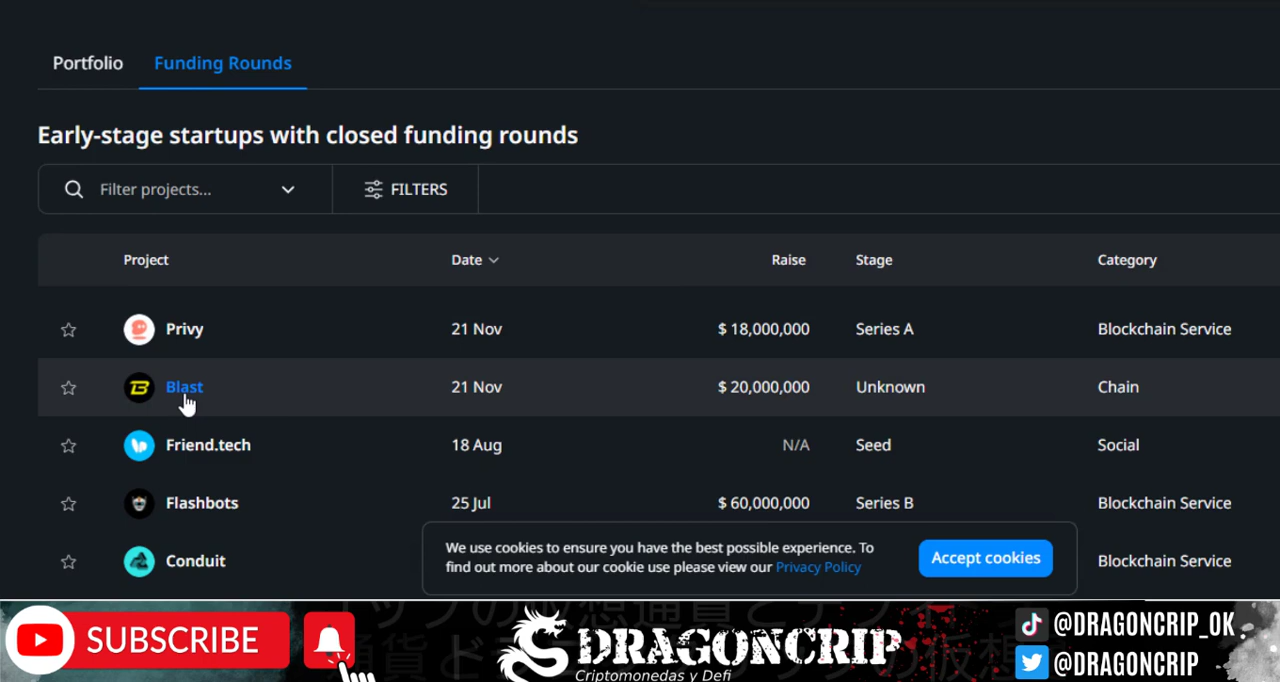 Portfolio Funding Rounds
Early-stage startups with closed funding rounds
Filter projects... FILTERS
Project Date Raise Stage Category
Privy 21 Nov $ 18,000,000 Series A Blockchain Service
Blast 21 Nov $ 20,000,000 Unknown Chain
Friend.tech 18 Aug N/A Seed Social
Flashbots 25 Jul $ 60,000,000 Series B Blockchain Service
Conduit Blockchain Service
We use cookies to ensure you have the best possible experience. To
find out more about our cookie use please view our Privacy Policy
Accept cookies
SUBSCRIBE
DRAGONCRIP
Criptomonedas y Defi
@DRAGONCRIP_OK
@DRAGONCRIP